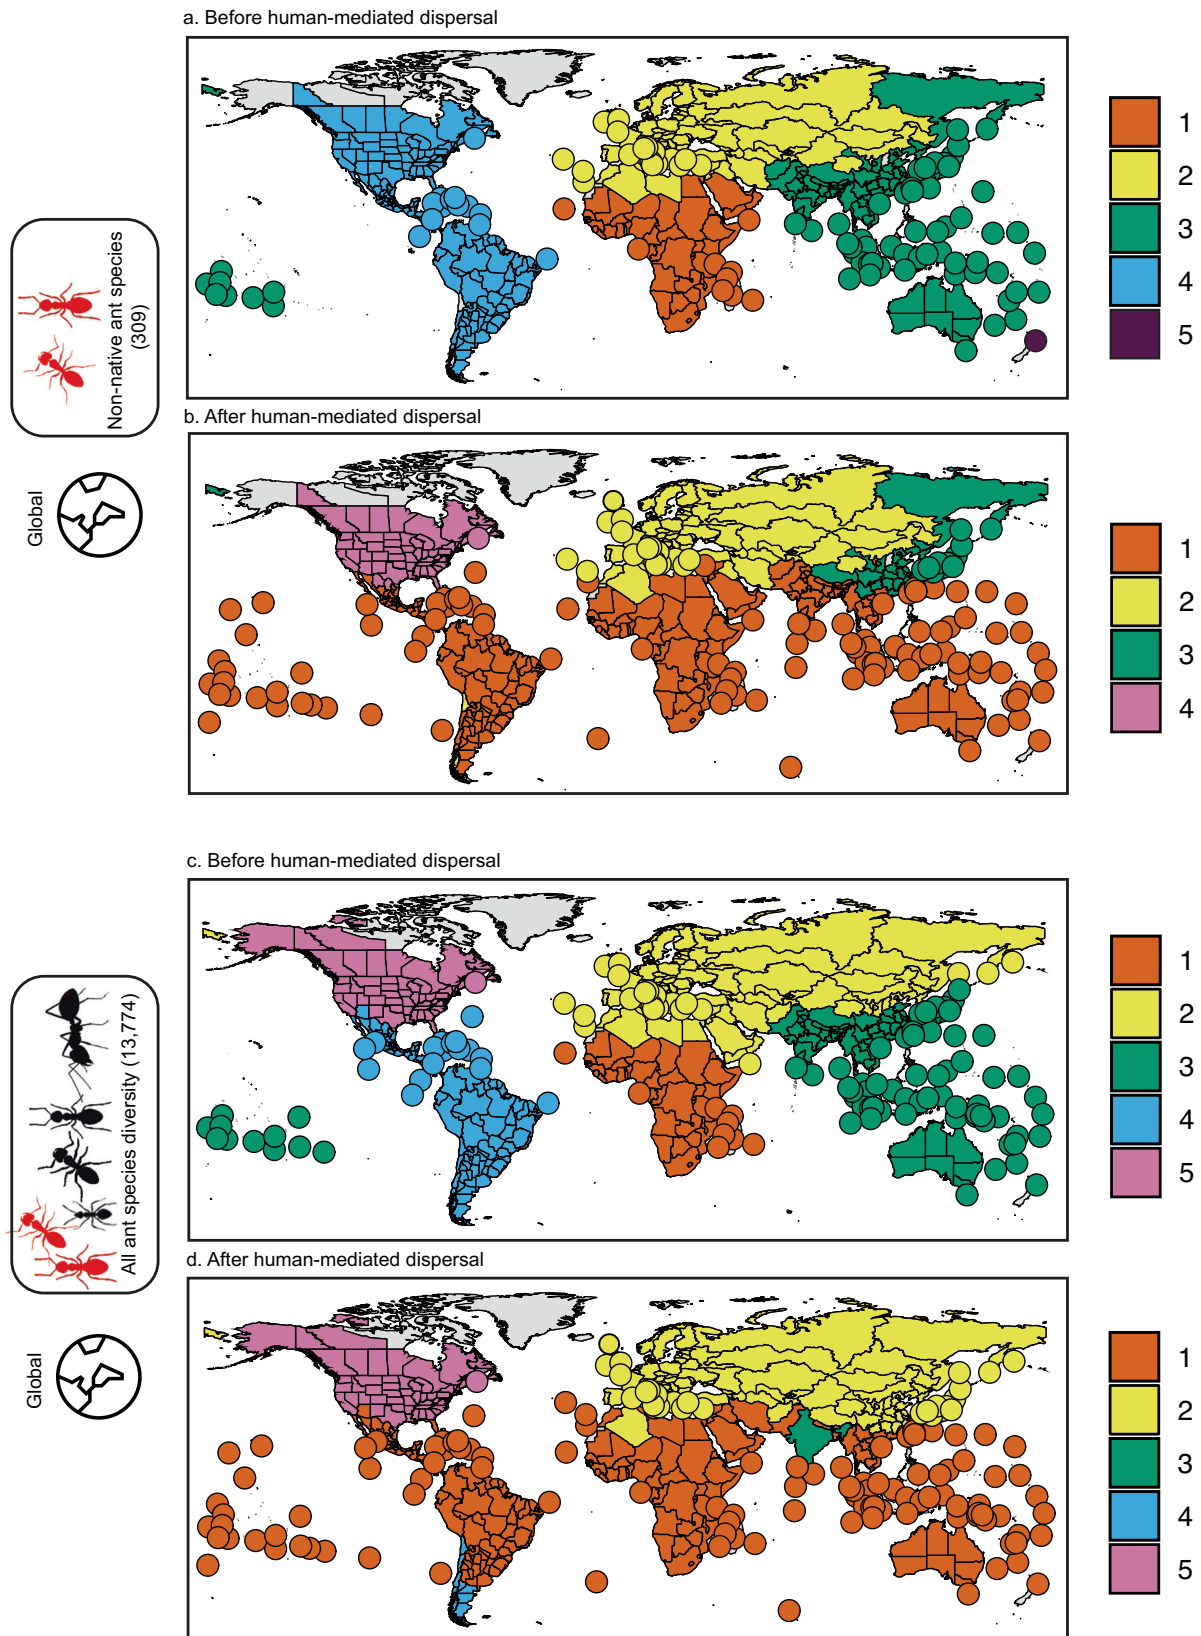 a. Before human-mediated dispersal
1
2
3
4
5
Non-native ant species
(309)
b. After human-mediated dispersal
Global
1
2
3
4
c. Before human-mediated dispersal
1
2
3
4
5
All ant species diversity (13,774)
d. After human-mediated dispersal
Global
1
2
3
4
5